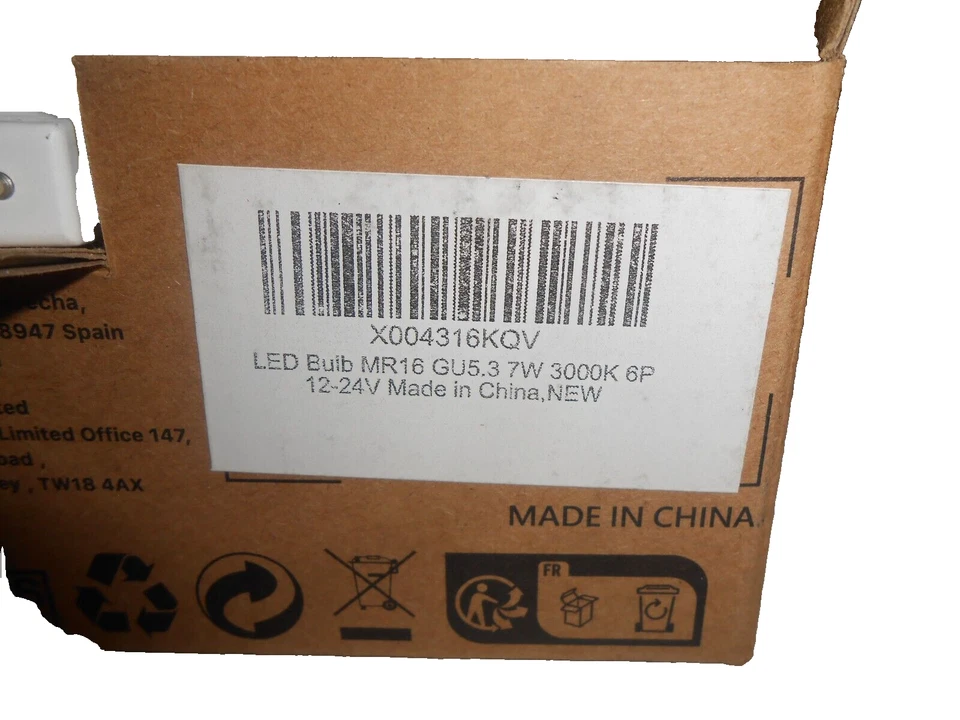 X004316KQV
LED Bulb MR16 GU5.3 7W 3000K 6P
12-24V Made in China,NEW
8947 Spain
Limited Office 147,
, TW18 4AX
MADE IN CHINA
FR